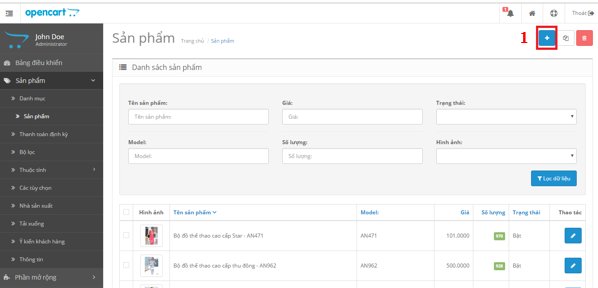 opencart
1
Thoát
John Doe
Administrator
Sản phẩm
Trang chủ / Sản phẩm
1
Bảng điều khiển
Sản phẩm
Danh mục
Sản phẩm
Thanh toán định kỳ
Bộ lọc
Thuộc tính
Các tùy chọn
Nhà sản xuất
Tải xuống
Ý kiến khách hàng
Thông tin
Phần mở rộng
Danh sách sản phẩm
Tên sản phẩm: Giá: Trạng thái:
Tên sản phẩm: Giá:
Model: Số lượng: Hình ảnh:
Model: Số lượng:
Lọc dữ liệu
Hình ảnh Tên sản phẩm Model: Giá Số lượng Trạng thái Thao tác
Bộ đồ thể thao cao cấp Star - AN471 AN471 101.0000 Bật
Bộ đồ thể thao cao cấp thu đông - AN962 AN962 500.0000 Bật